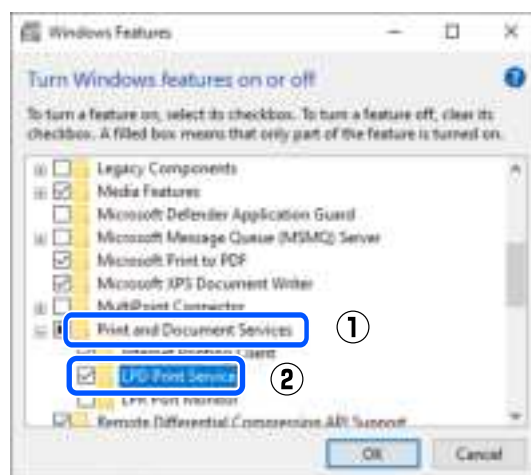 Windows Features
Turn Windows features on or off
To turn a feature on, select its checkbox. To turn a feature off, clear its
checkbox. A filled box means that only part of the feature is turned on.
Legacy Components
Media Features
Microsoft Defender Application Guard
Microsoft Message Queue (MSMQ) Server
Microsoft Print to PDF
Microsoft XPS Document Writer
MultiPoint Connector
Print and Document Services
①
Internet Printing Client
LPD Print Service
②
LPR Port Monitor
Remote Differential Compression API Support
OK
Cancel